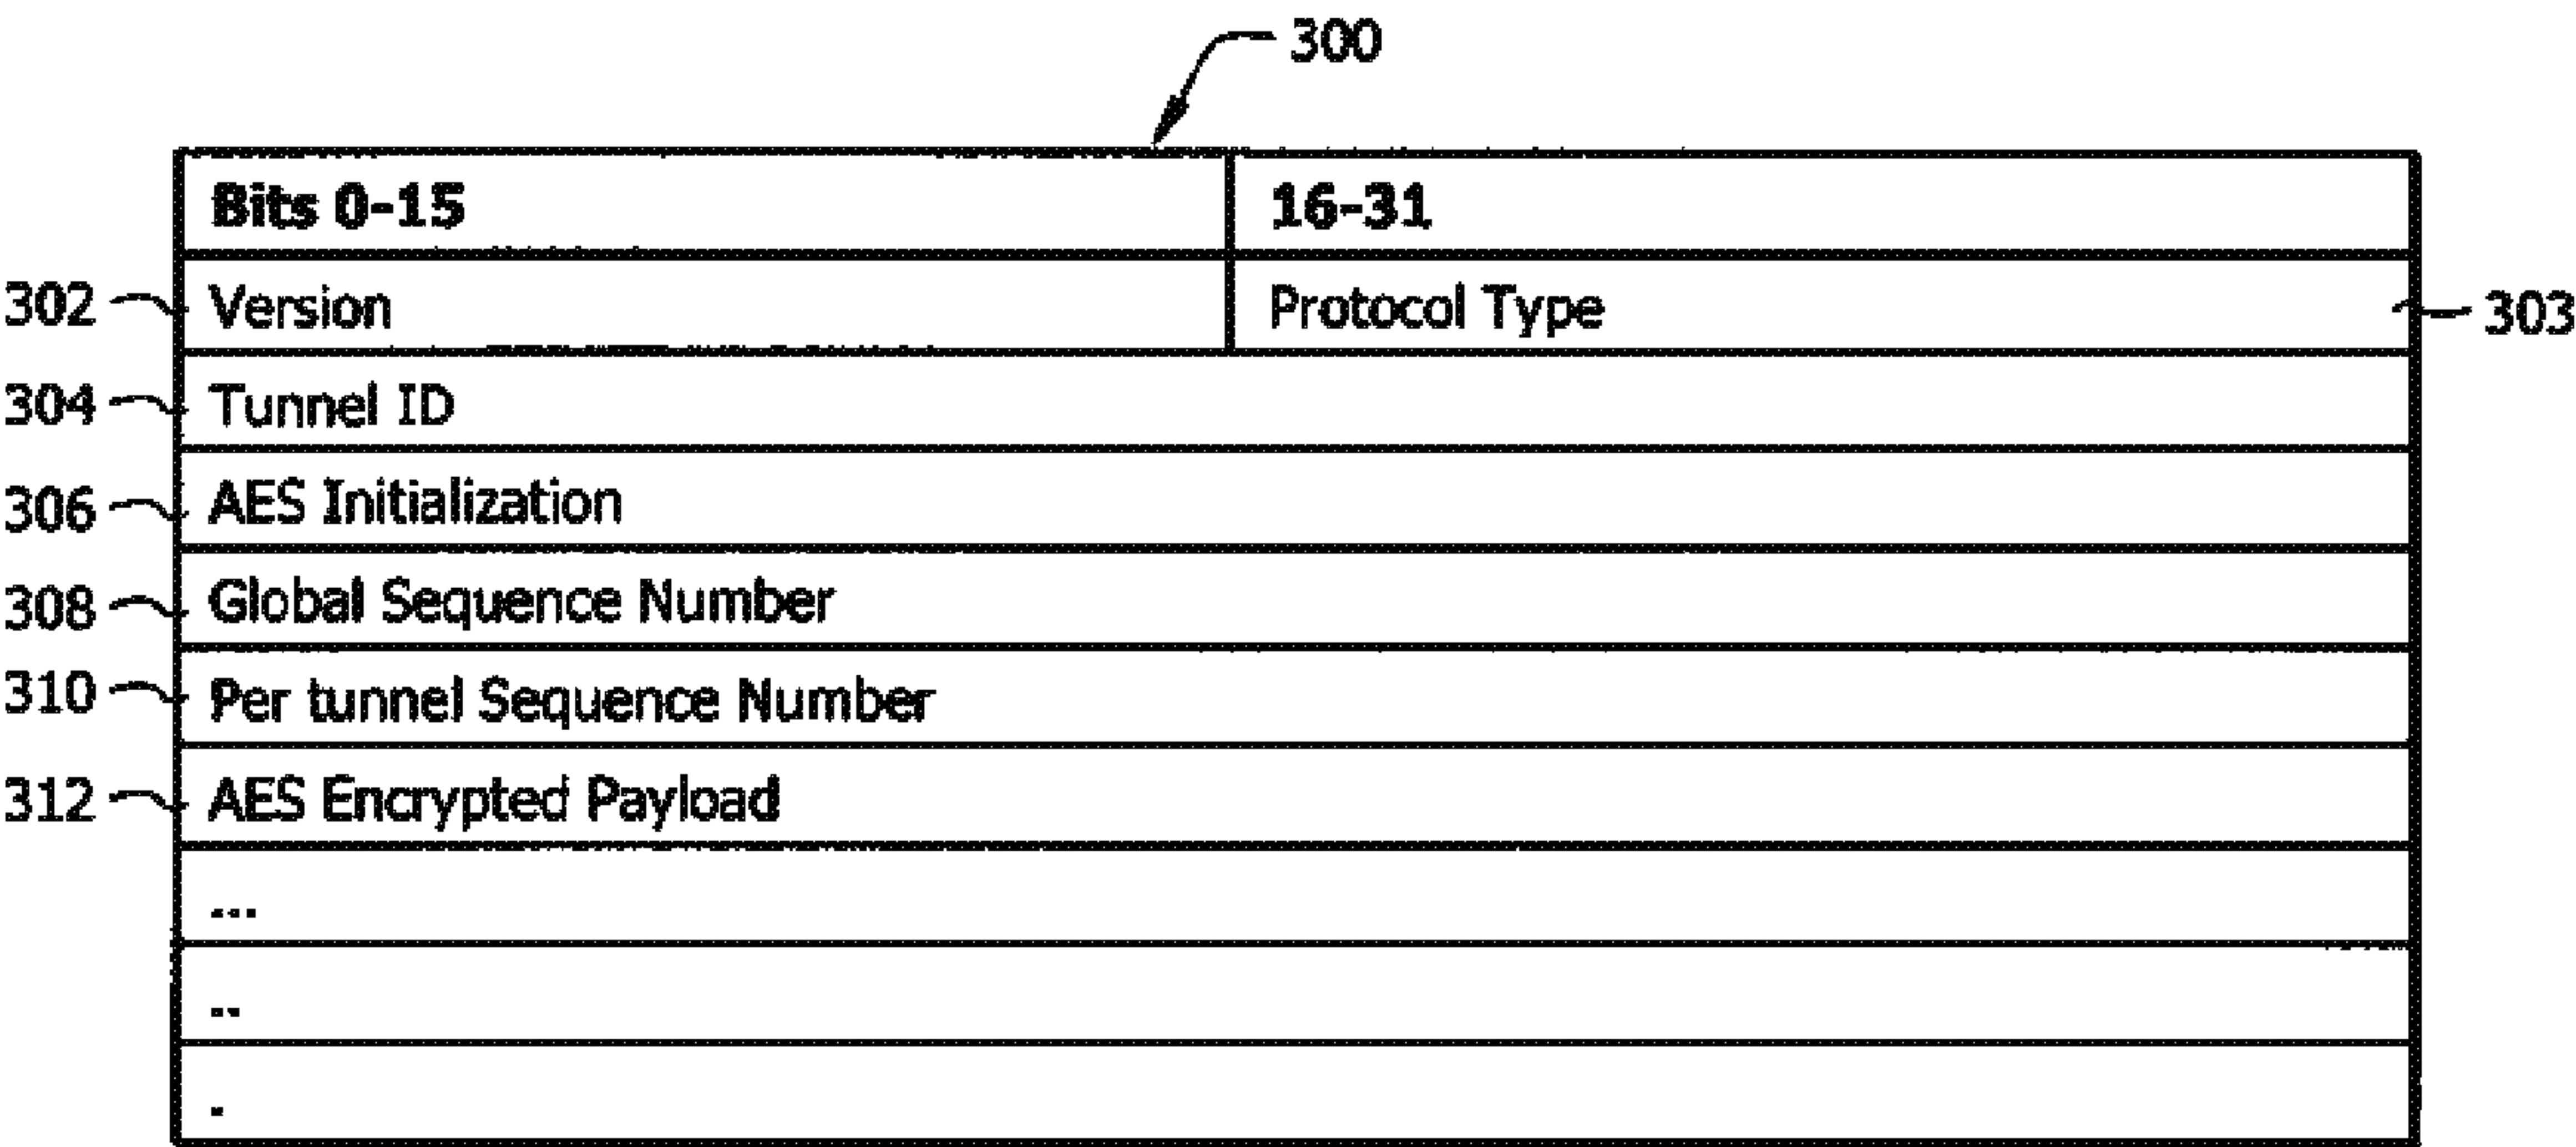 300
Bits 0-15 16-31
302 Version Protocol Type 303
304 Tunnel ID
306 AES Initialization
308 Global Sequence Number
310 Per tunnel Sequence Number
312 AES Encrypted Payload
...
..
.